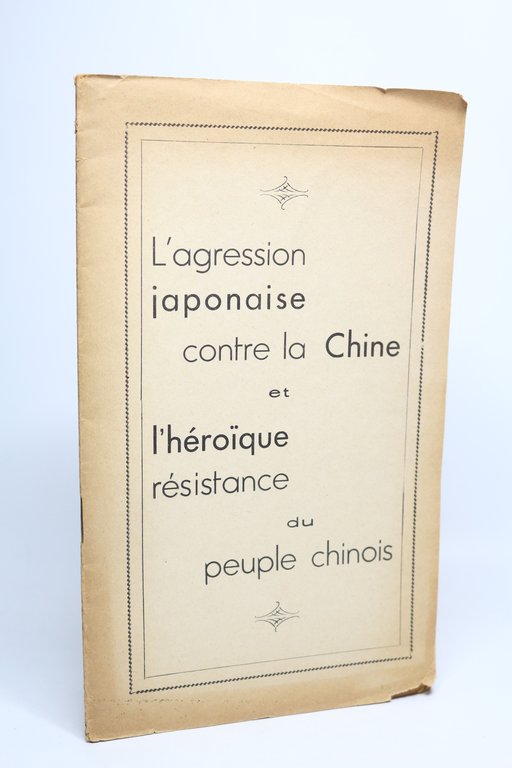 L'agression
japonaise
contre la Chine
et
l'héroïque
résistance
du
peuple chinois